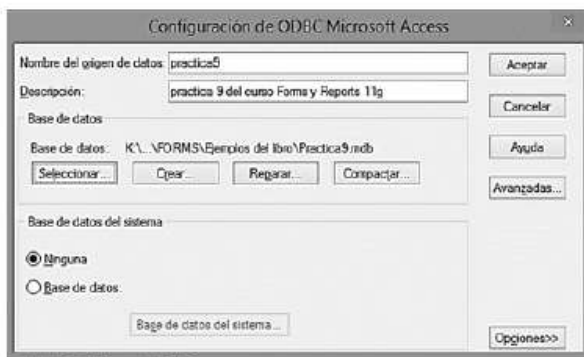 Configuración de ODBC Microsoft Access
Nombre del origen de datos: practica9
Aceptar
Descripción: practica 9 del curso Forms y Reports 11g
Cancelar
Base de datos
Base de datos: K:\...\FORMS\Ejemplos del libro\Practica9.mdb
Ayuda
Seleccionar... Crear... Reparar... Compactar...
Avanzadas...
Base de datos del sistema
Ninguna
Base de datos:
Base de datos del sistema...
Opciones>>